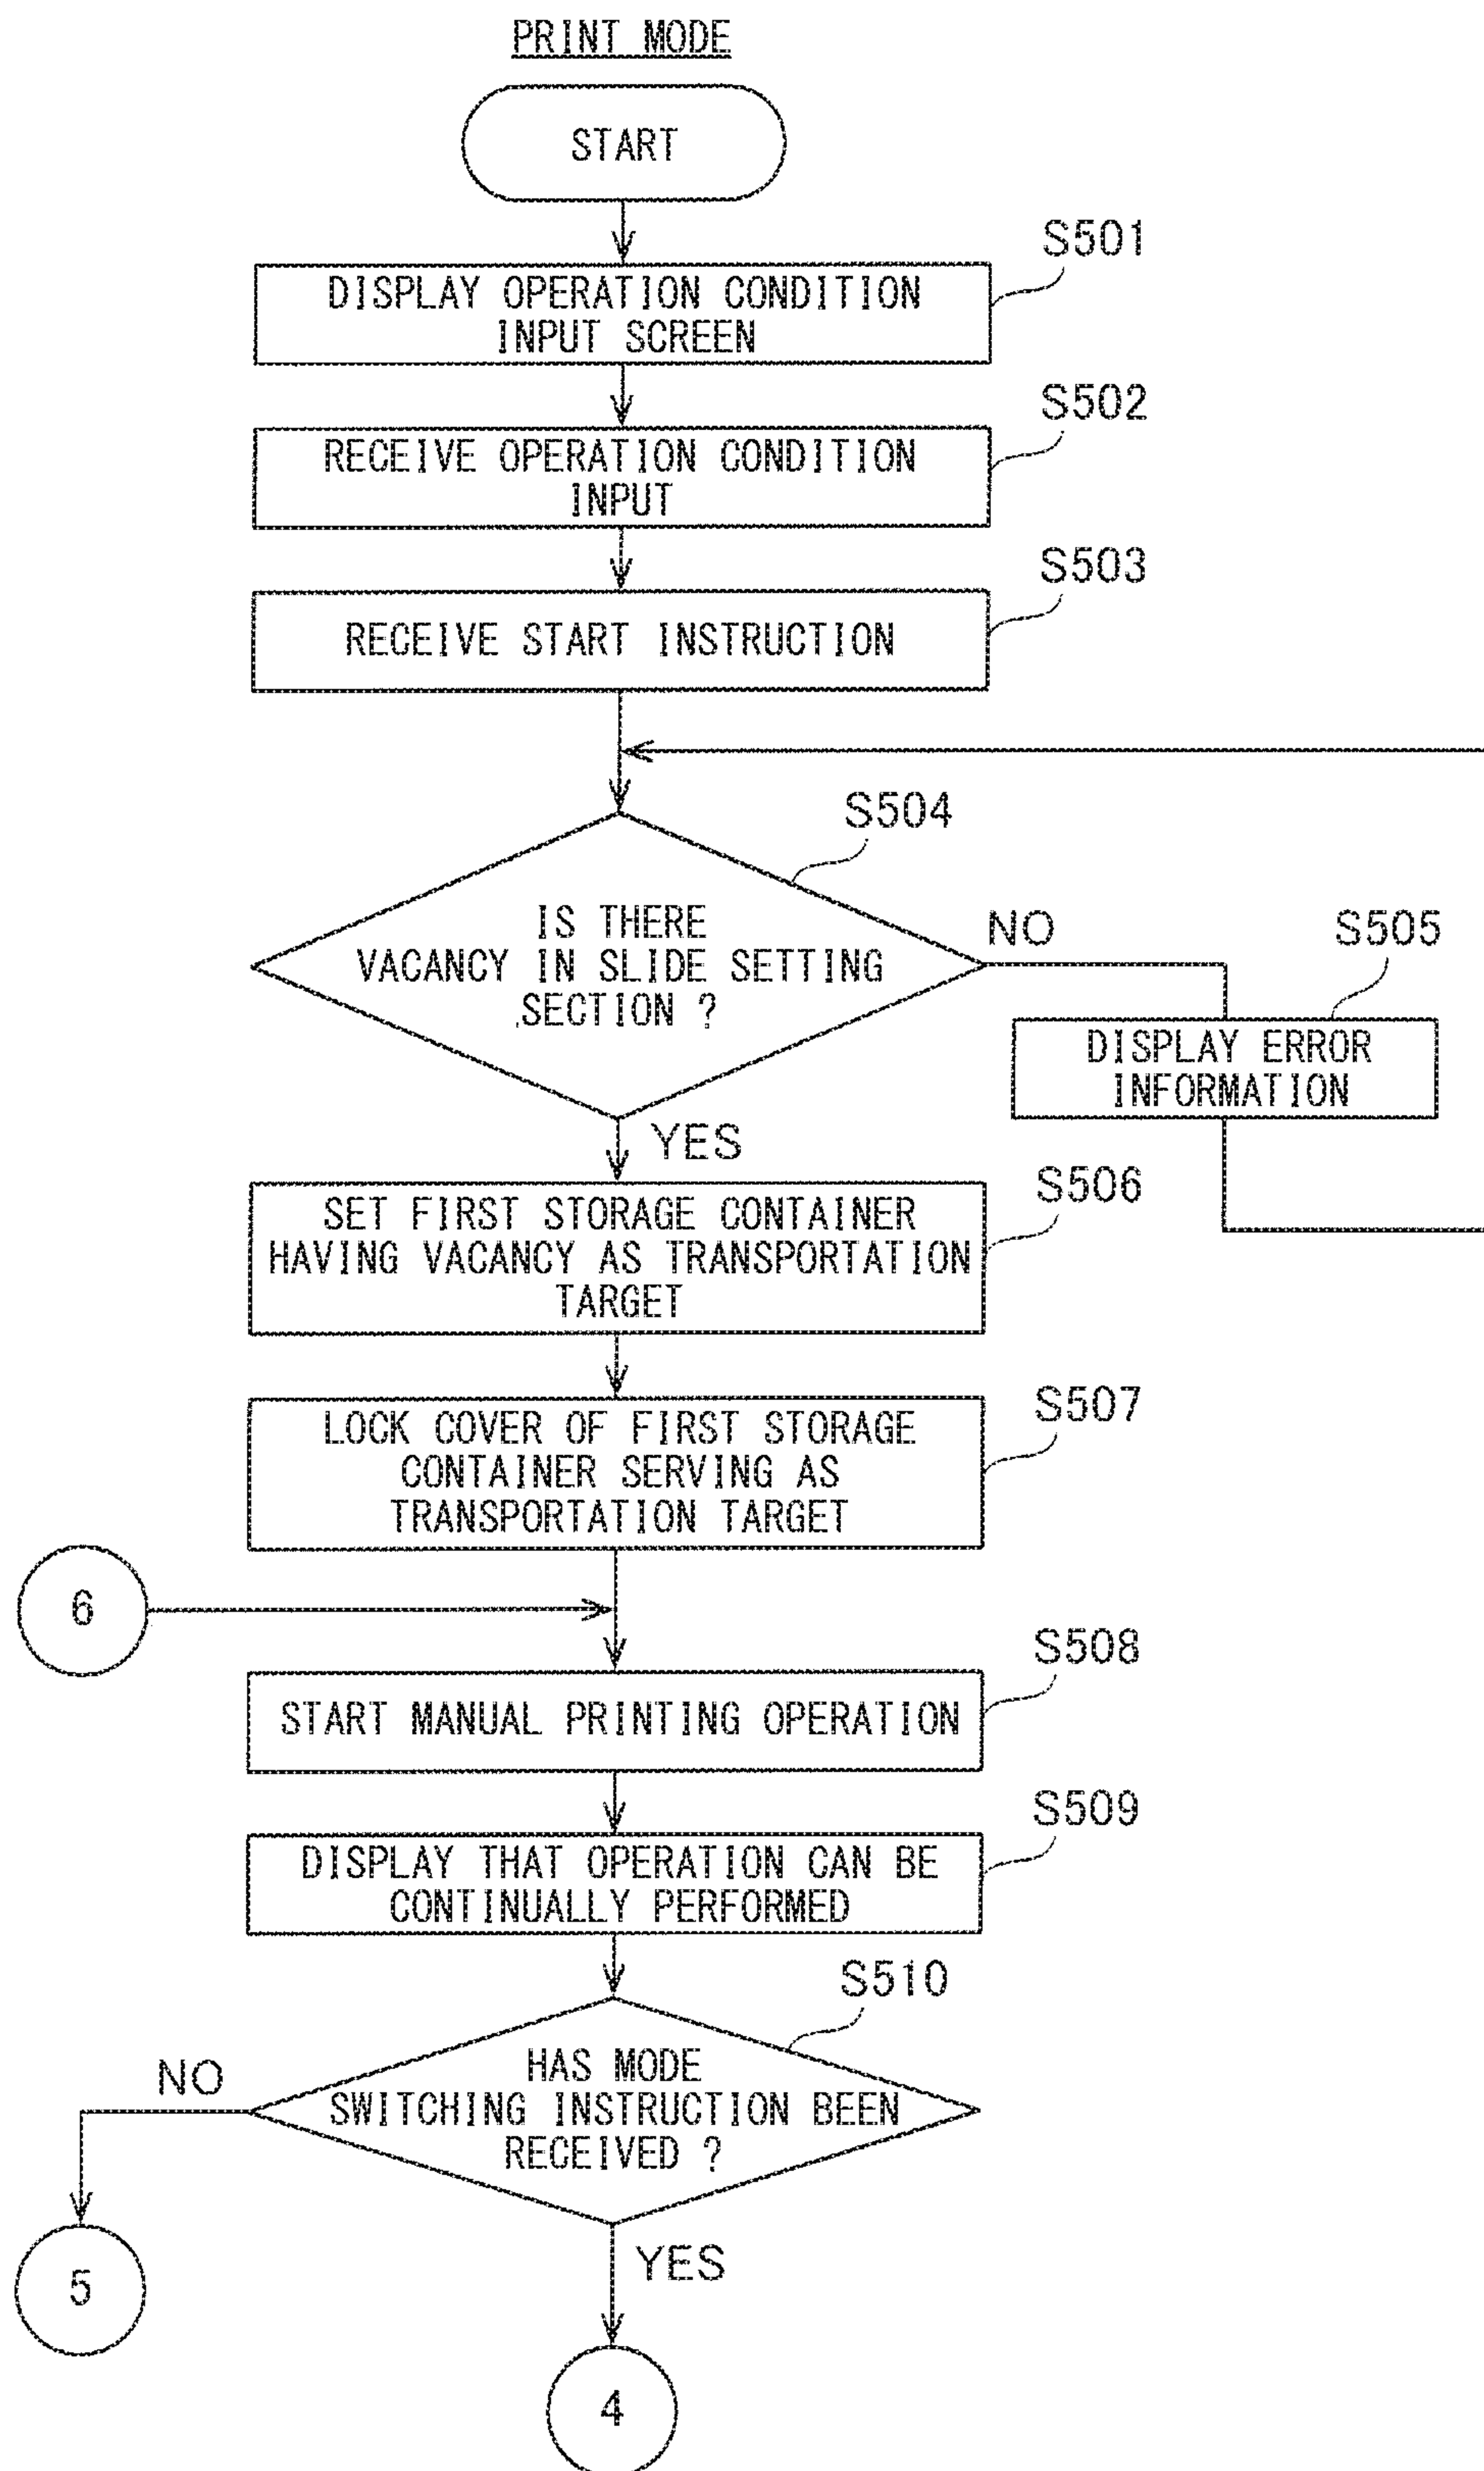 PRINT MODE
START
S501
DISPLAY OPERATION CONDITION
INPUT SCREEN
S502
RECEIVE OPERATION CONDITION
INPUT
S503
RECEIVE START INSTRUCTION
S504
IS THERE
VACANCY IN SLIDE SETTING
SECTION ?
NO
S505
DISPLAY ERROR
INFORMATION
YES
S506
SET FIRST STORAGE CONTAINER
HAVING VACANCY AS TRANSPORTATION
TARGET
S507
LOCK COVER OF FIRST STORAGE
CONTAINER SERVING AS
TRANSPORTATION TARGET
6
S508
START MANUAL PRINTING OPERATION
S509
DISPLAY THAT OPERATION CAN BE
CONTINUALLY PERFORMED
S510
HAS MODE
SWITCHING INSTRUCTION BEEN
RECEIVED ?
NO
5
YES
4